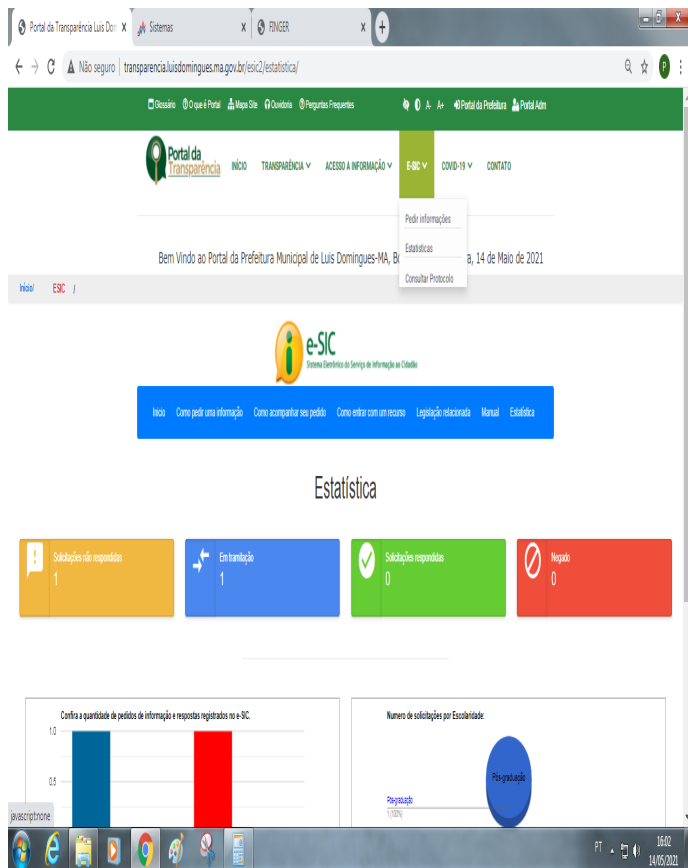 Portal da Transparência Luis Dor
Sistemas
FINGER
Não seguro | transparencia.luisdomingues.ma.gov.br/esic2/estatistica/
P
Glossário O que é Portal Mapa Site Ouvidoria Perguntas Frequentes A- A+ Portal da Prefeitura Portal Adm
Portal da
Transparência
INÍCIO TRANSPARÊNCIA ACESSO A INFORMAÇÃO E-SIC COVID-19 CONTATO
Pedir informações
Estatisticas
Consultar Protocolo
Bem Vindo ao Portal da Prefeitura Municipal de Luis Domingues-MA, B a, 14 de Maio de 2021
Início/ ESIC /
e-SIC
Sistema Eletrônico do Serviço de Informação ao Cidadão
Inicio Como pedir uma informação Como acompanhar seu pedido Como entrar com um recurso Legislação relacionada Manual Estatística
Estatística
Solicitações não respondidas
1
Em tramitação
1
Solicitações respondidas
0
Negado
0
Confira a quantidade de pedidos de informação e respostas registrados no e-SIC.
1.0
0.5
Numero de solicitações por Escolaridade:
Pós-graduação
Pós-graduação
1 (100%)
javascript:none
PT
16:02
14/05/2021